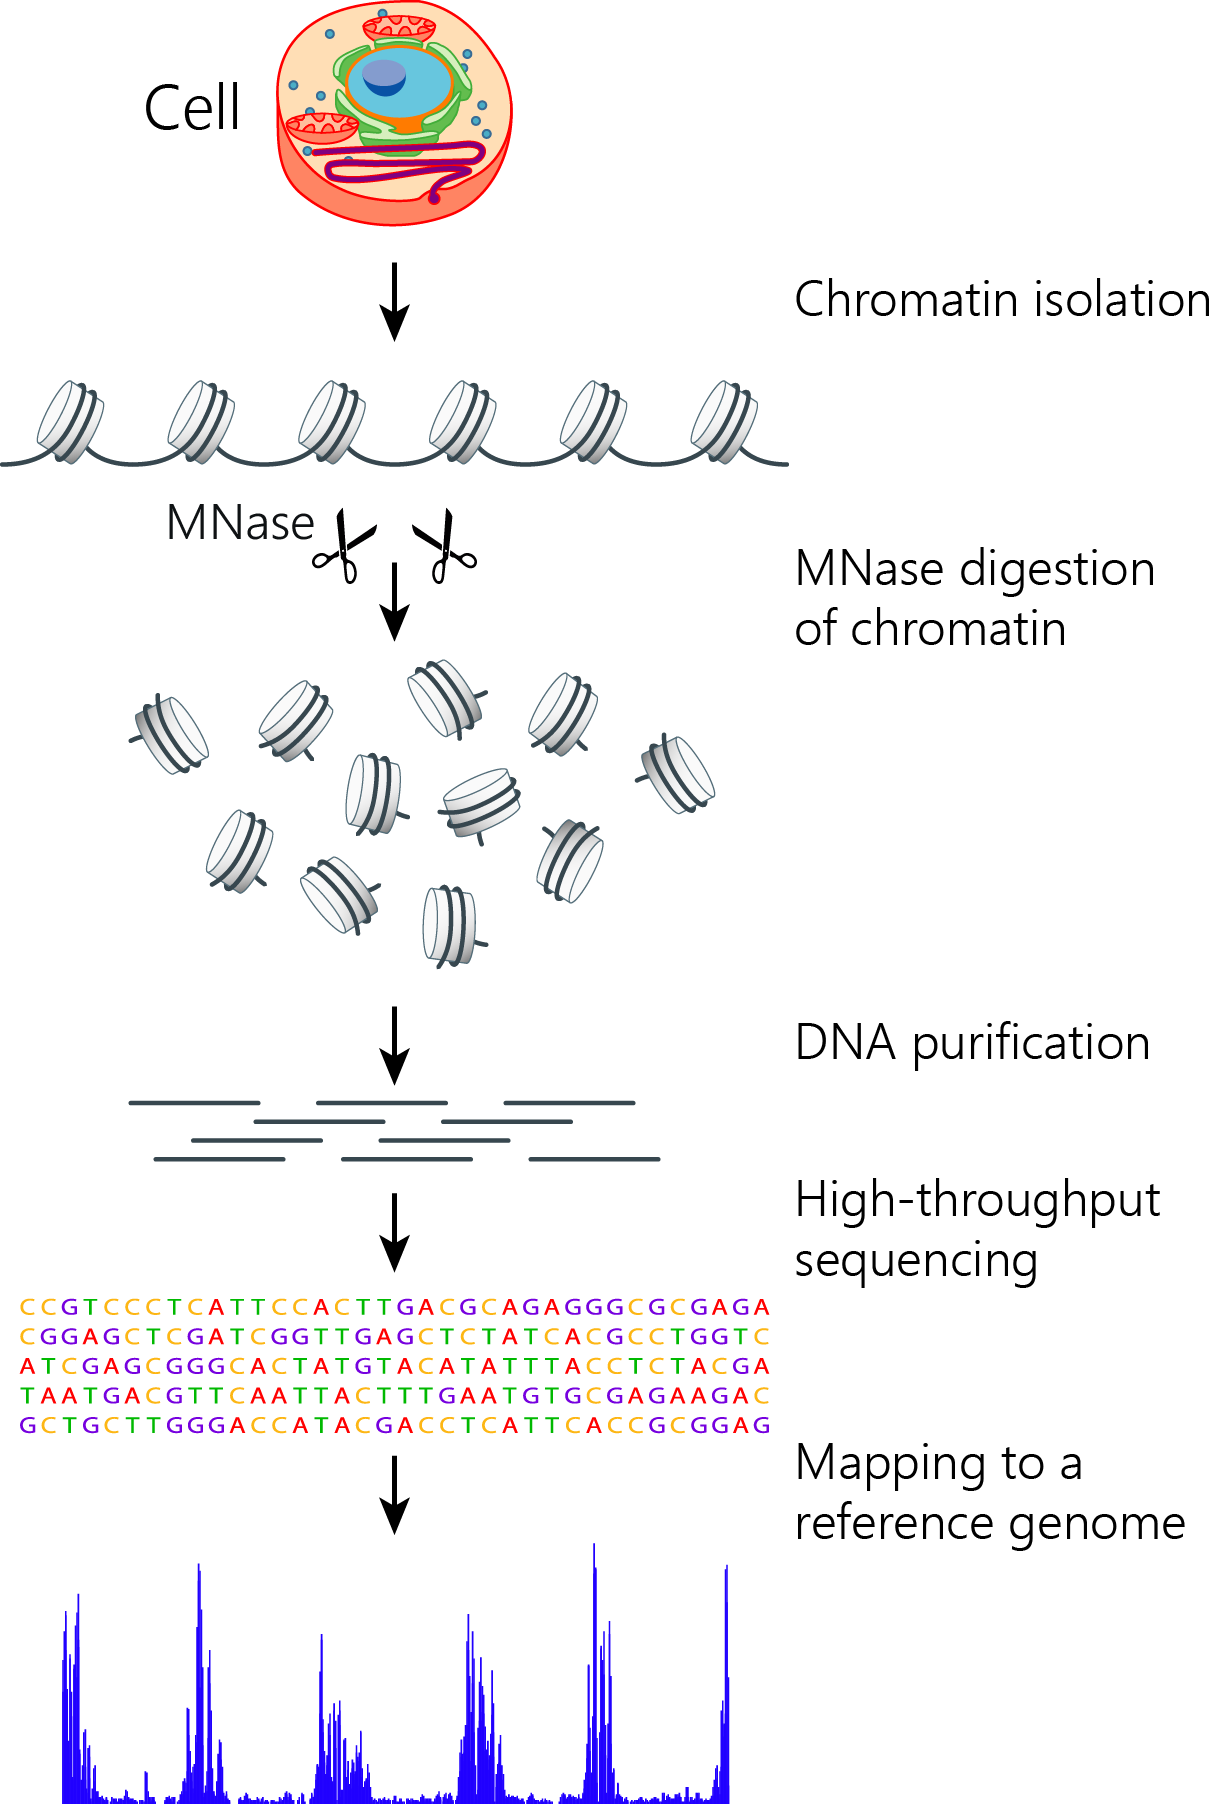 Cell
Chromatin isolation
MNase
MNase digestion
of chromatin
DNA purification
High-throughput
sequencing
CCGTCCCTCATTCCACTTGACGCAGAGGGCGCGAGA
CGGAGCTCGATCGGTTGAGCTCTATCACGCCTGGTC
ATCGAGCGGGCACTATGTACATATTTACCTCTACGA
TAATGACGTTCAATTACTTTGAATGTGCGAGAAGAC
GCTGCTTGGGACCATACGACCTCATTCACCGCGGAG
Mapping to a
reference genome